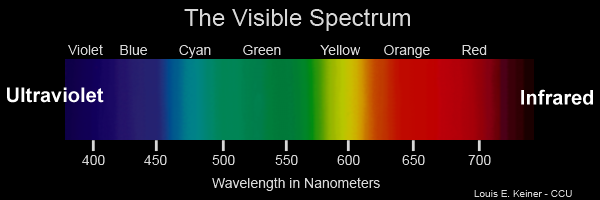 The Visible Spectrum
Violet Blue Cyan Green Yellow Orange Red
Ultraviolet Infrared
400 450 500 550 600 650 700
Wavelength in Nanometers
Louis E. Keiner - CCU